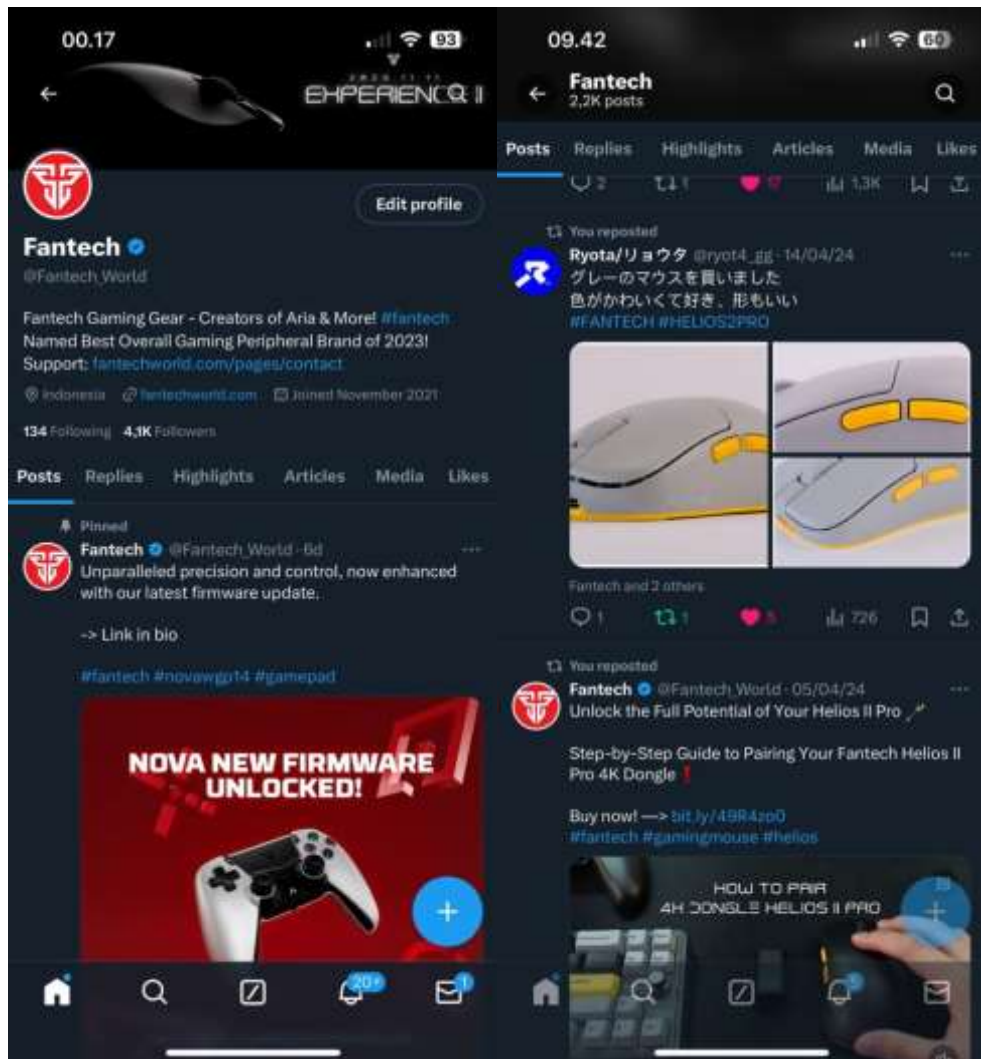 00.17
93
2023.11.11
EXPERIENCE II
Edit profile
Fantech
@Fantech_World
Fantech Gaming Gear - Creators of Aria & More! #fantech
Named Best Overall Gaming Peripheral Brand of 2023!
Support: fantechworld.com/pages/contact
Indonesia fantechworld.com Joined November 2021
134 Following 4,1K Followers
Posts Replies Highlights Articles Media Likes
Pinned
Fantech @Fantech_World · 6d
Unparalleled precision and control, now enhanced
with our latest firmware update.
-> Link in bio
#fantech #novawgp14 #gamepad
NOVA NEW FIRMWARE
UNLOCKED!
20+
1
09.42
60
Fantech
2,2K posts
Posts Replies Highlights Articles Media Likes
2 1 17 1,3K
You reposted
Ryota/リョウタ @ryot4_gg · 14/04/24
グレーのマウスを買いました
色がかわいくて好き、形もいい
#FANTECH #HELIOS2PRO
Fantech and 2 others
1 1 5 726
You reposted
Fantech @Fantech_World · 05/04/24
Unlock the Full Potential of Your Helios II Pro
Step-by-Step Guide to Pairing Your Fantech Helios II
Pro 4K Dongle
Buy now! —> bit.ly/49R4zo0
#fantech #gamingmouse #helios
HOW TO PAIR
4K DONGLE HELIOS II PRO